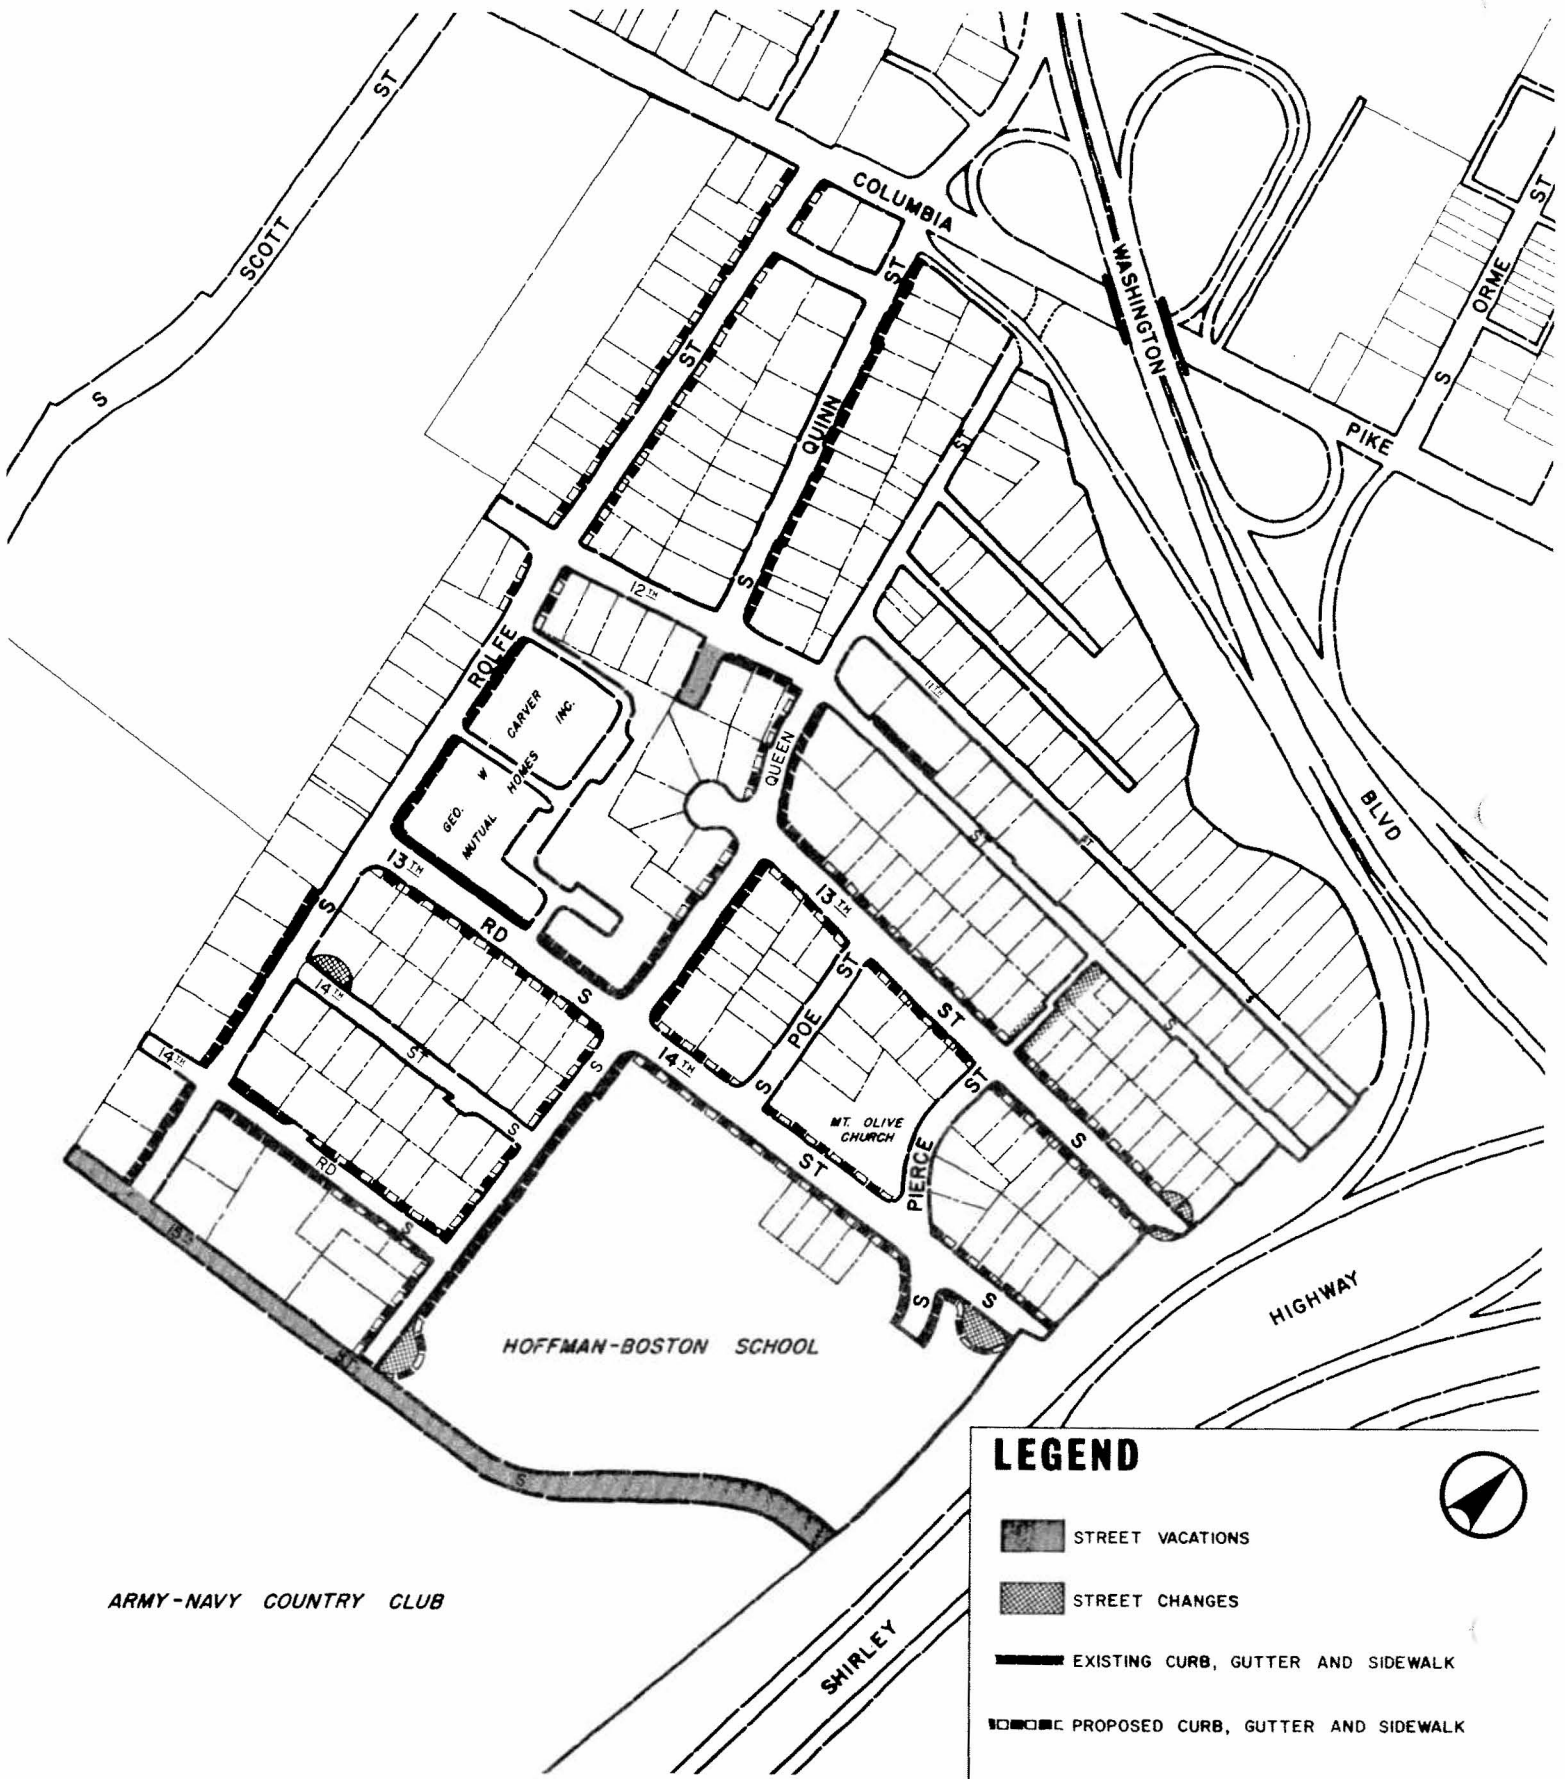 ST
SCOTT
S
COLUMBIA
WASHINGTON
ST
ORME
S
PIKE
BLVD
ST
ST
QUINN
S
S
12TH
ROLFE
CARVER INC.
GEO. W
MUTUAL HOMES
QUEEN
11TH
ST
ST
S
S
13TH
RD
S
S
13TH
ST
S
14TH
ST
S
S
14TH
RD
S
14TH
ST
S
ST
POE
S
ST
PIERCE
S
MT. OLIVE
CHURCH
15TH
ST
S
HOFFMAN-BOSTON SCHOOL
ARMY-NAVY COUNTRY CLUB
SHIRLEY
HIGHWAY
LEGEND
STREET VACATIONS
STREET CHANGES
EXISTING CURB, GUTTER AND SIDEWALK
PROPOSED CURB, GUTTER AND SIDEWALK